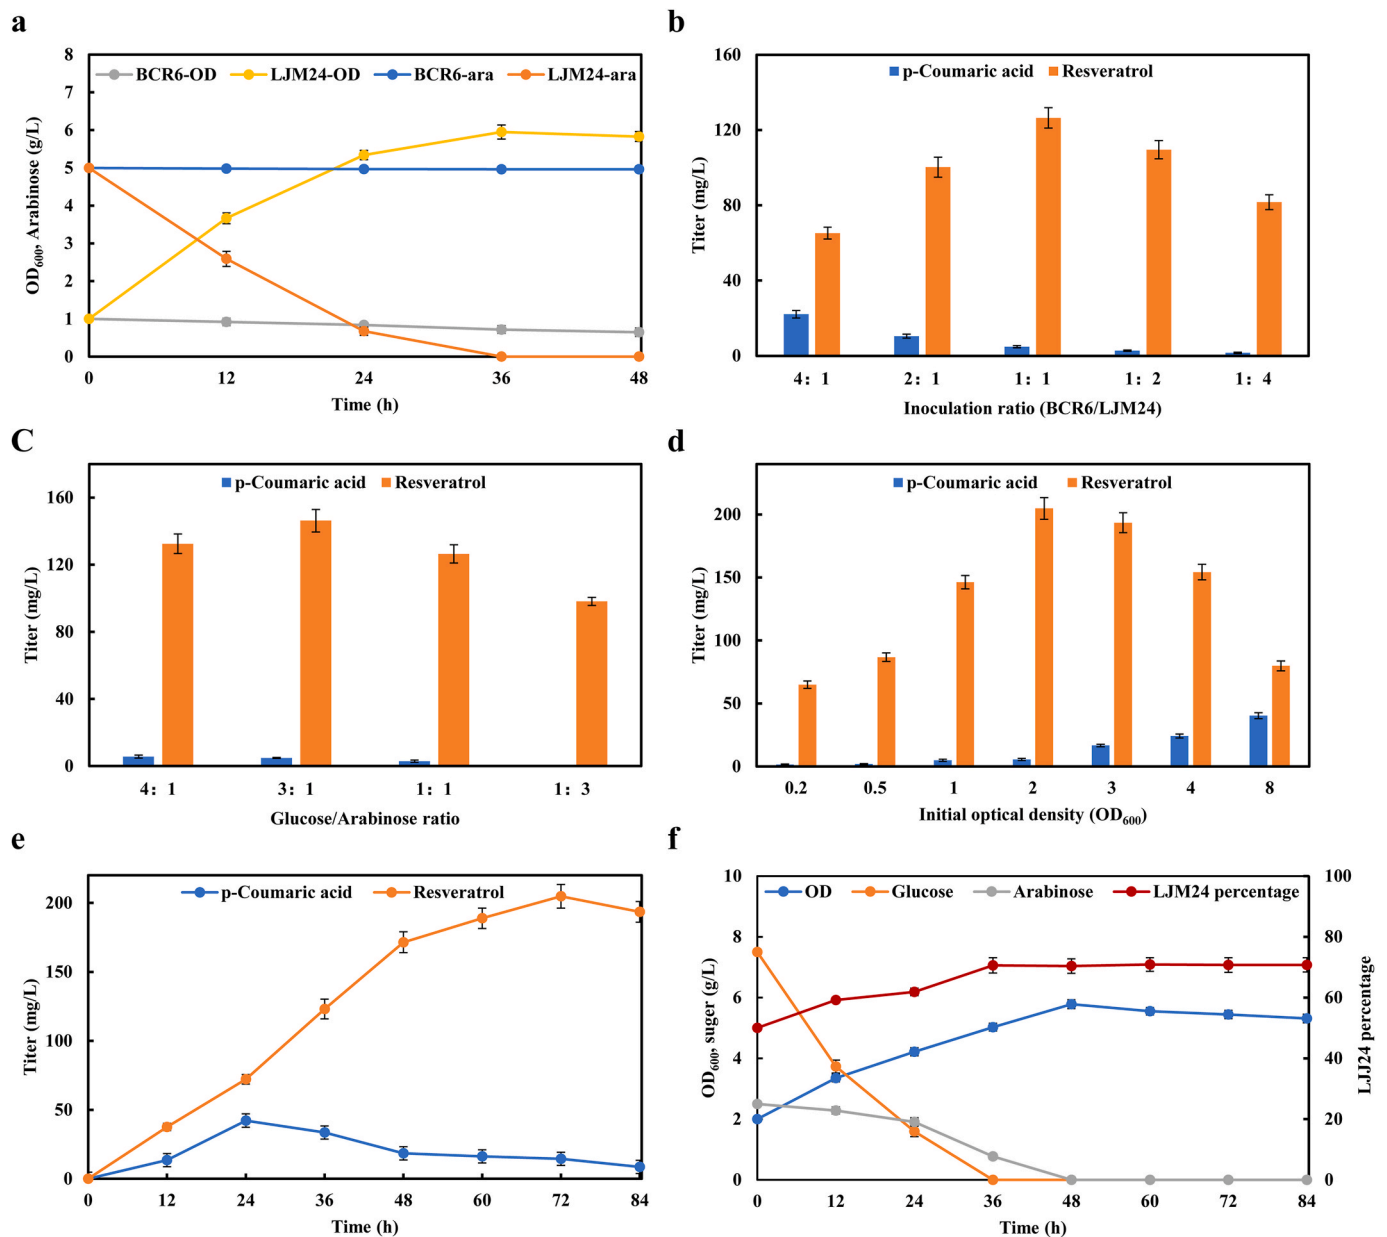 a
BCR6-OD LJM24-OD BCR6-ara LJM24-ara
8
7
6
5
4
3
2
1
0
OD600, Arabinose (g/L)
0 12 24 36 48
Time (h)
b
p-Coumaric acid Resveratrol
160
120
80
40
0
Titer (mg/L)
4: 1 2: 1 1: 1 1: 2 1: 4
Inoculation ratio (BCR6/LJM24)
C
p-Coumaric acid Resveratrol
160
120
80
40
0
Titer (mg/L)
4: 1 3: 1 1: 1 1: 3
Glucose/Arabinose ratio
d
p-Coumaric acid Resveratrol
200
150
100
50
0
Titer (mg/L)
0.2 0.5 1 2 3 4 8
Initial optical density (OD600)
e
p-Coumaric acid Resveratrol
200
150
100
50
0
Titer (mg/L)
0 12 24 36 48 60 72 84
Time (h)
f
OD Glucose Arabinose LJM24 percentage
10
8
6
4
2
0
OD600, suger (g/L)
100
80
60
40
20
0
LJJ24 percentage
0 12 24 36 48 60 72 84
Time (h)